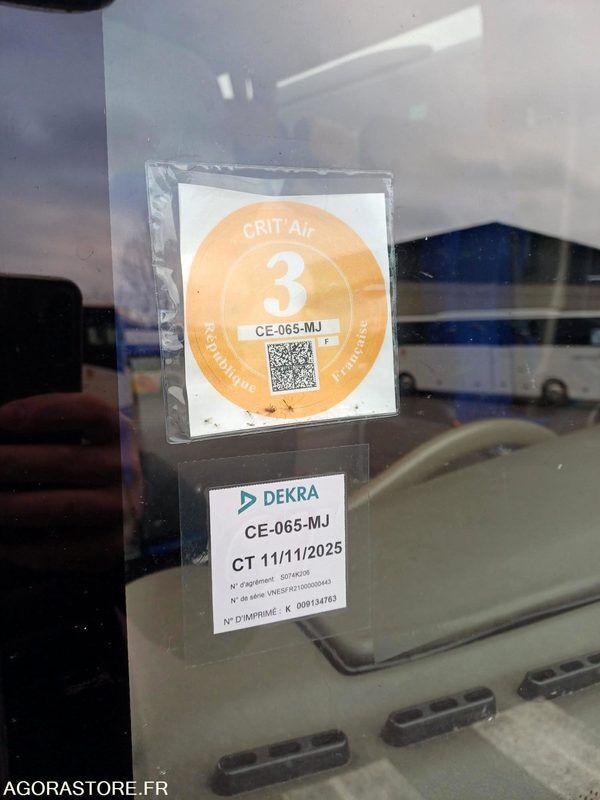 CRIT'Air
3
CE-065-MJ
F
République Française
DEKRA
CE-065-MJ
CT 11/11/2025
N° d'agrément S074K206
N° de série VNESFR21000000443
N° D'IMPRIMÉ : K 009134763
AGORASTORE.FR